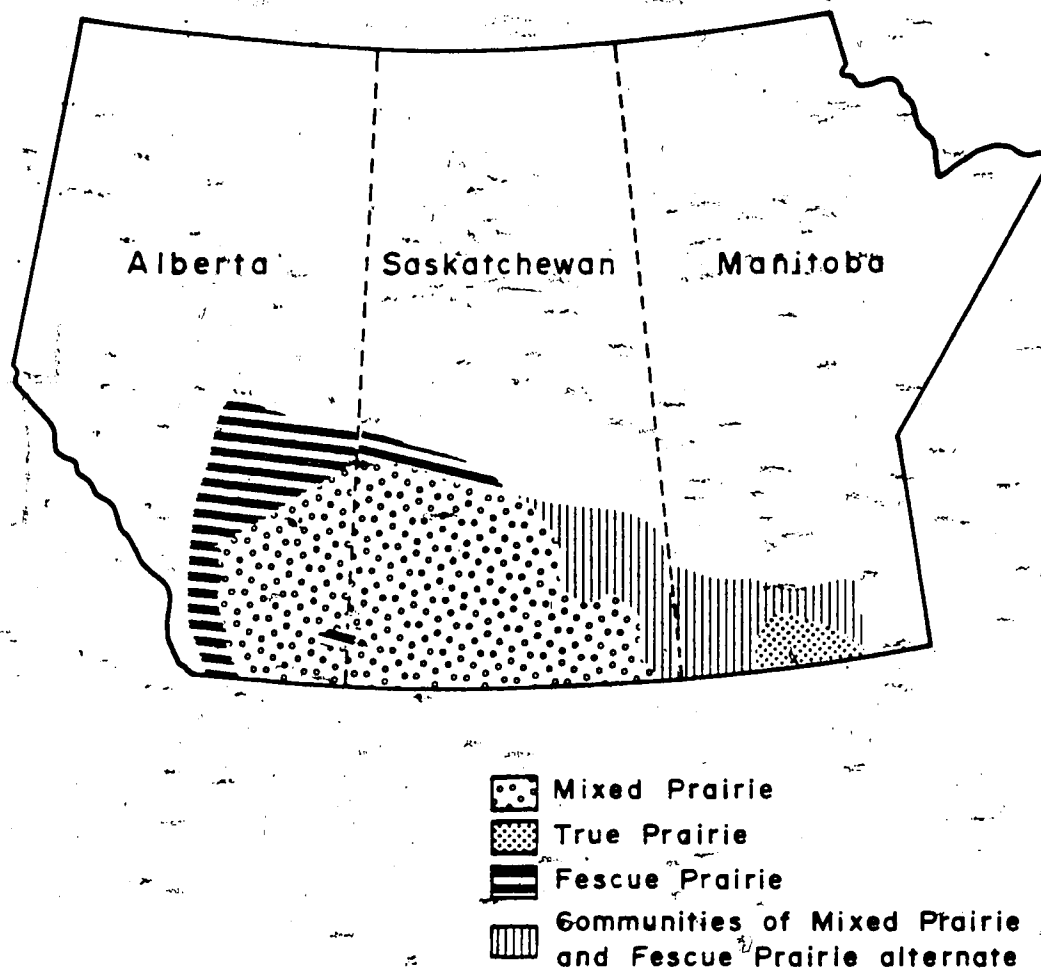 Alberta
Saskatchewan
Manitoba
Mixed Prairie
True Prairie
Fescue Prairie
Communities of Mixed Prairie
and Fescue Prairie alternate